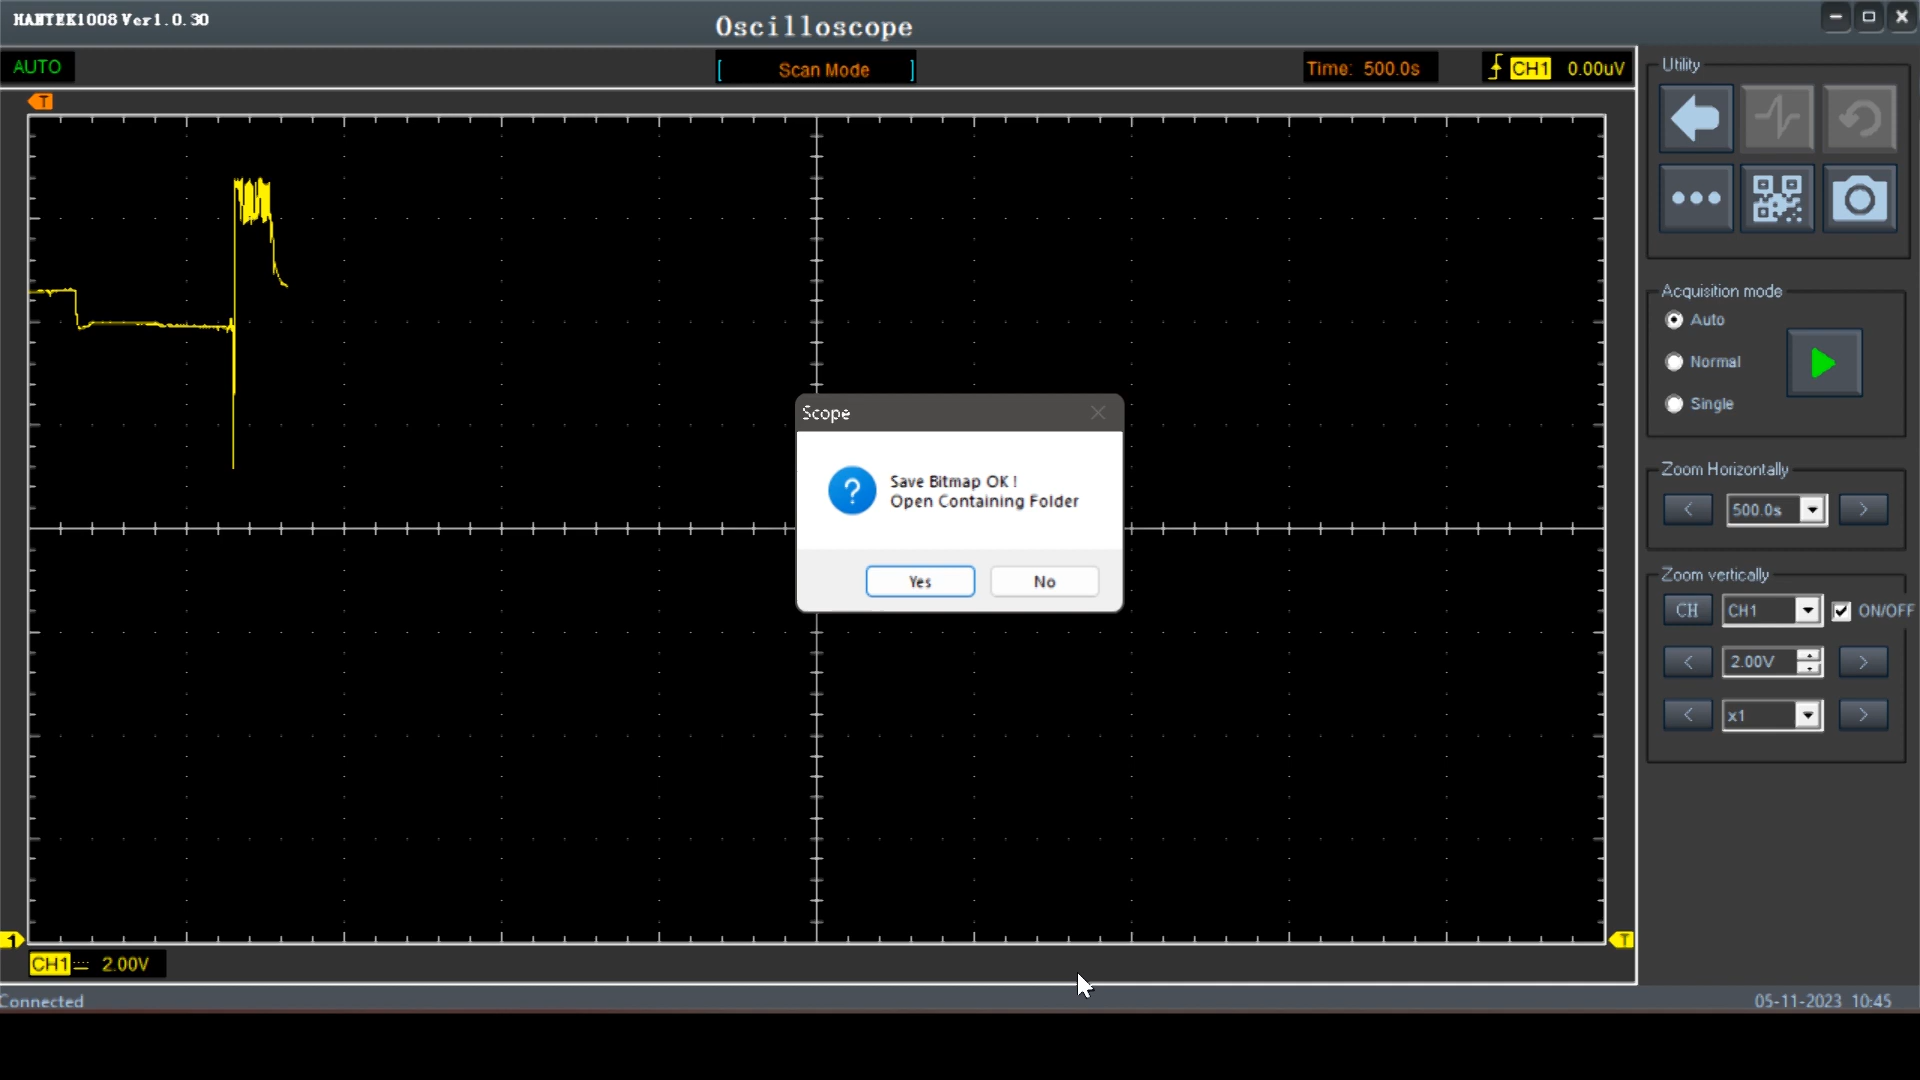 HANTEK1008 Ver1.0.30
Oscilloscope
AUTO
[ Scan Mode ]
Time: 500.0s
CH1 0.00uV
T
Utility
Acquisition mode
Auto
Normal
Single
Zoom Horizontally
< 500.0s >
Zoom vertically
CH CH1 ON/OFF
< 2.00V >
< x1 >
Scope
?
Save Bitmap OK !
Open Containing Folder
Yes No
1
T
CH1 2.00V
Connected
05-11-2023 10:45